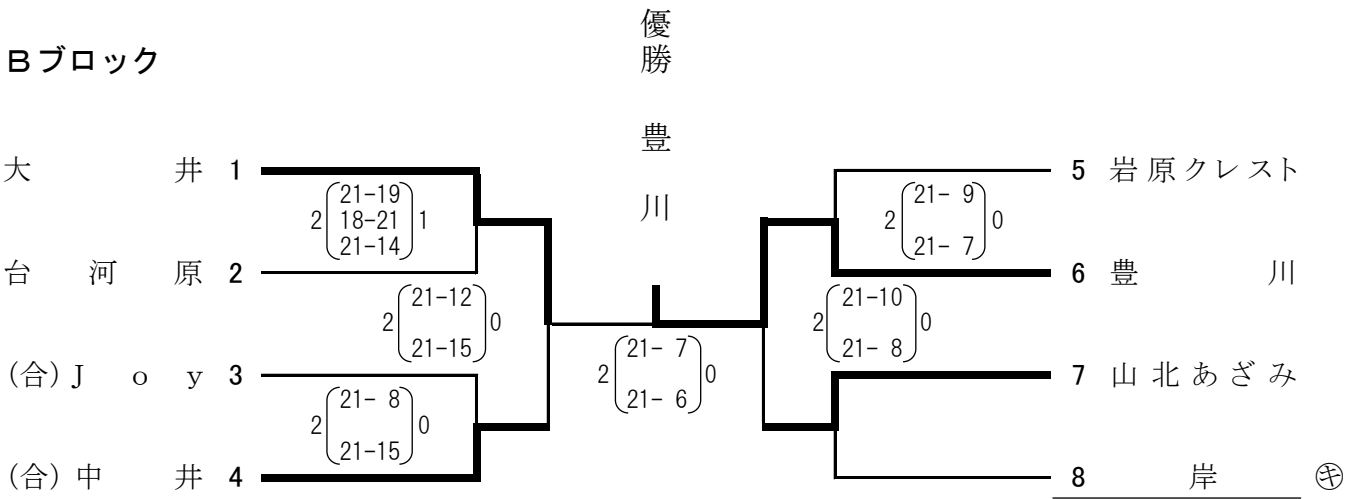 Bブロック
優勝 豊川
大井 1
2 (21-19 18-21 21-14) 1
台河原 2
2 (21-12 21-15) 0
(合)Joy 3
2 (21- 8 21-15) 0
(合)中井 4
2 (21- 7 21- 6) 0
5 岩原クレスト
2 (21- 9 21- 7) 0
6 豊川
2 (21-10 21- 8) 0
7 山北あざみ
8 岸 ㋖